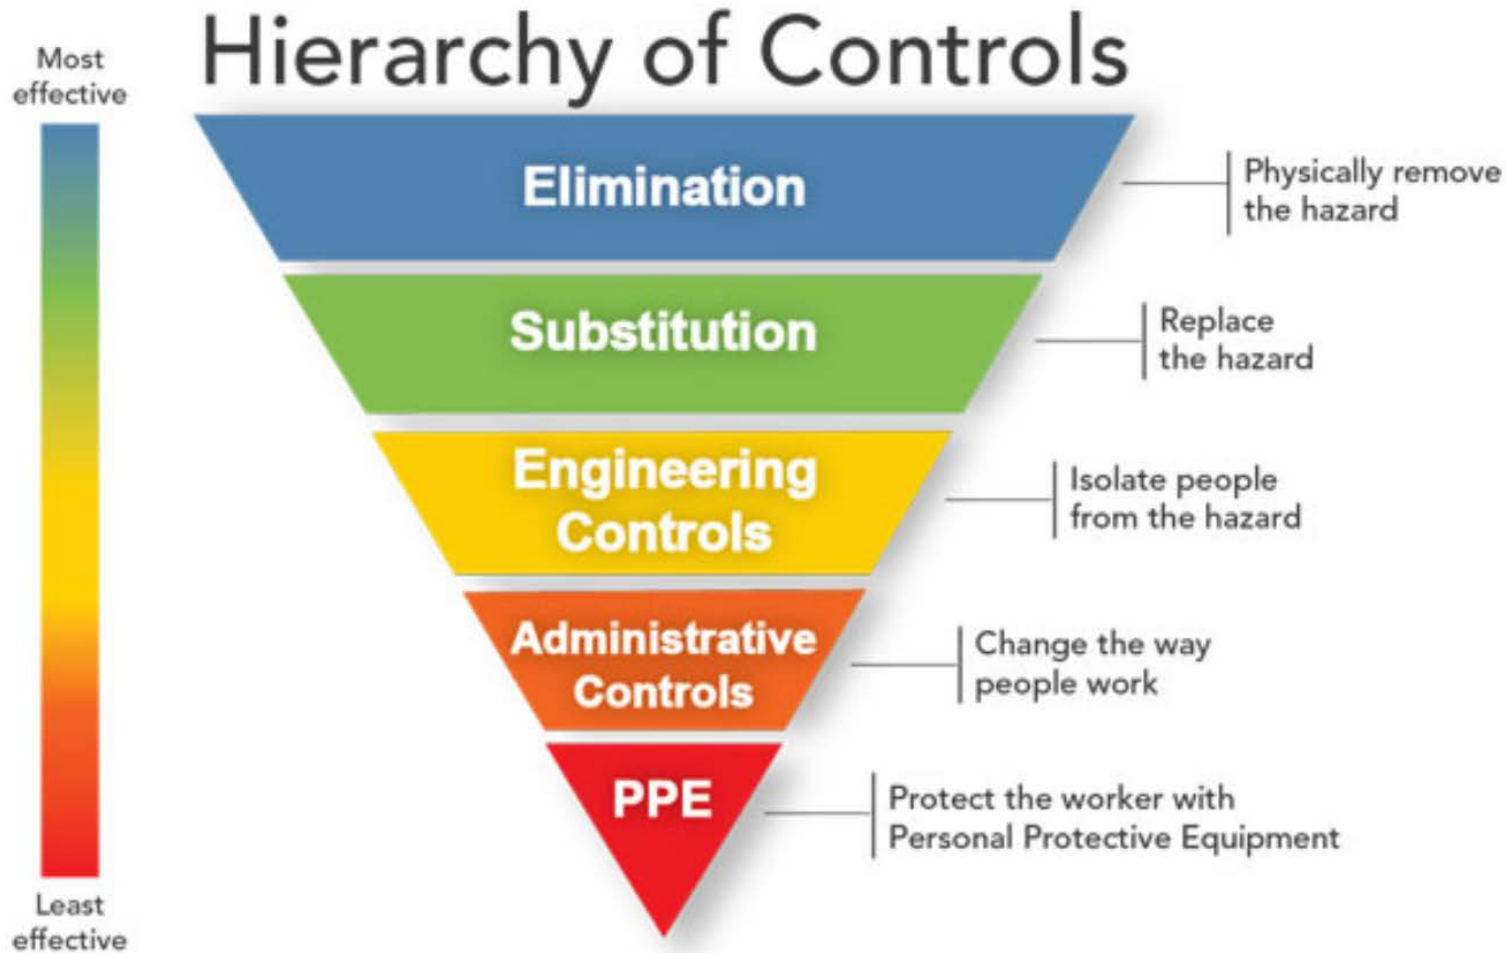 Hierarchy of Controls
Most
effective
Elimination
Physically remove
the hazard
Substitution
Replace
the hazard
Engineering
Controls
Isolate people
from the hazard
Administrative
Controls
Change the way
people work
PPE
Protect the worker with
Personal Protective Equipment
Least
effective